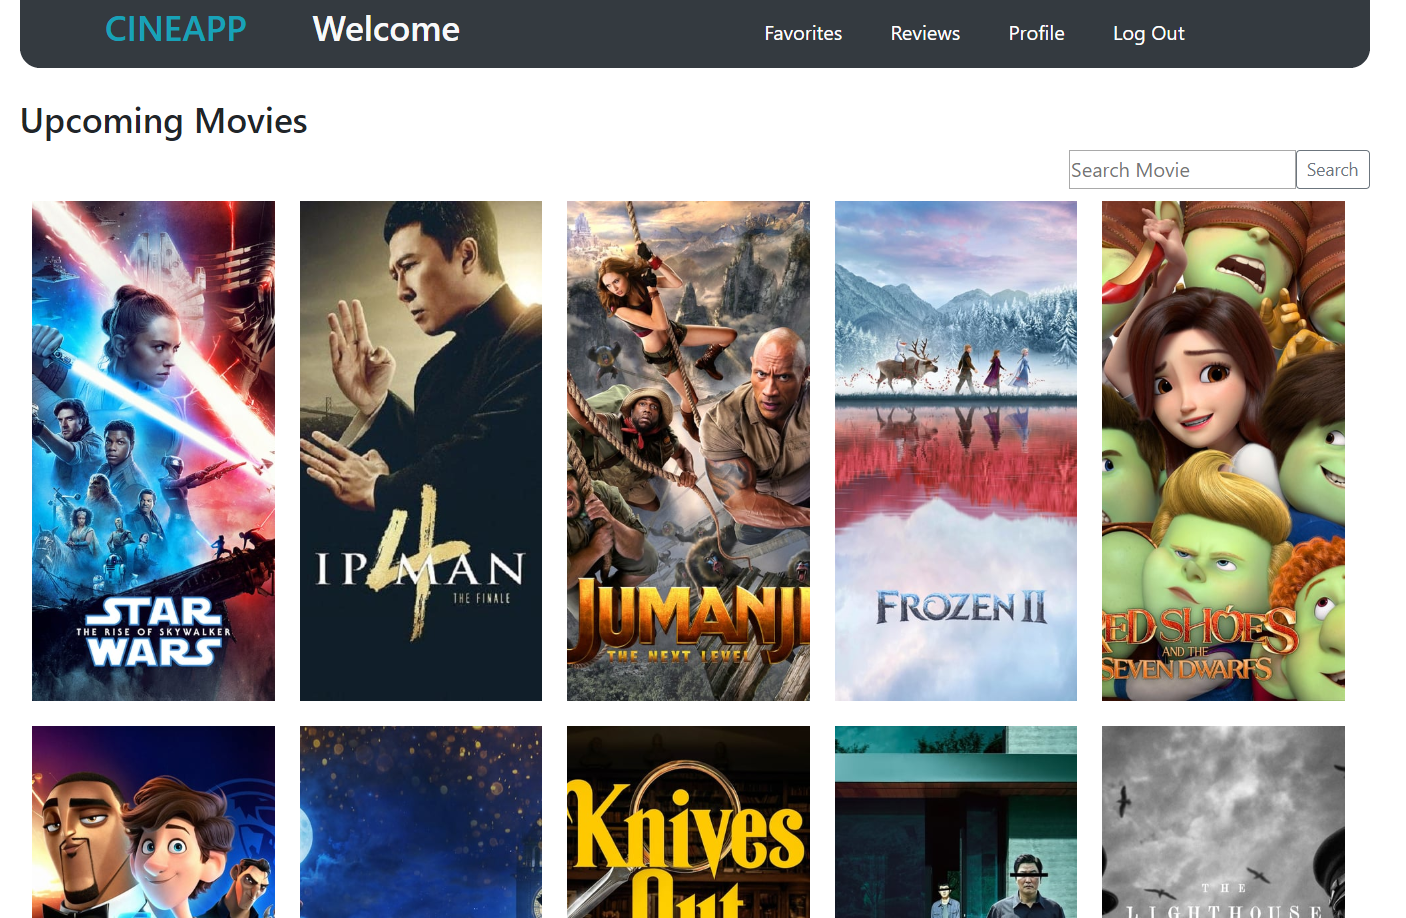 CINEAPP Welcome Favorites Reviews Profile Log Out
Upcoming Movies
Search Movie Search
STAR
THE RISE OF SKYWALKER
WARS
IP MAN 4
THE FINALE
JUMANJI
THE NEXT LEVEL
FROZEN II
RED SHOES
AND THE
SEVEN DWARFS
Knives
Out
THE
LIGHTHOUSE